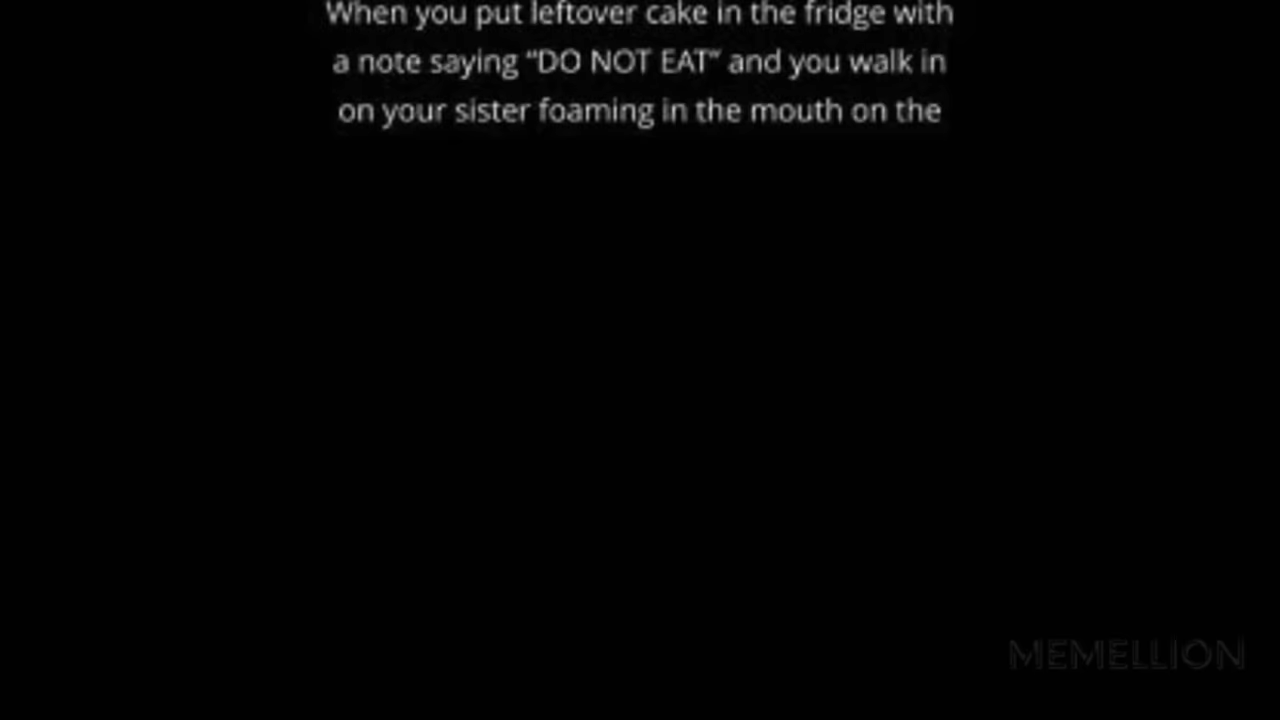 When you put leftover cake in the fridge with
a note saying “DO NOT EAT” and you walk in
on your sister foaming in the mouth on the
MEMELLION